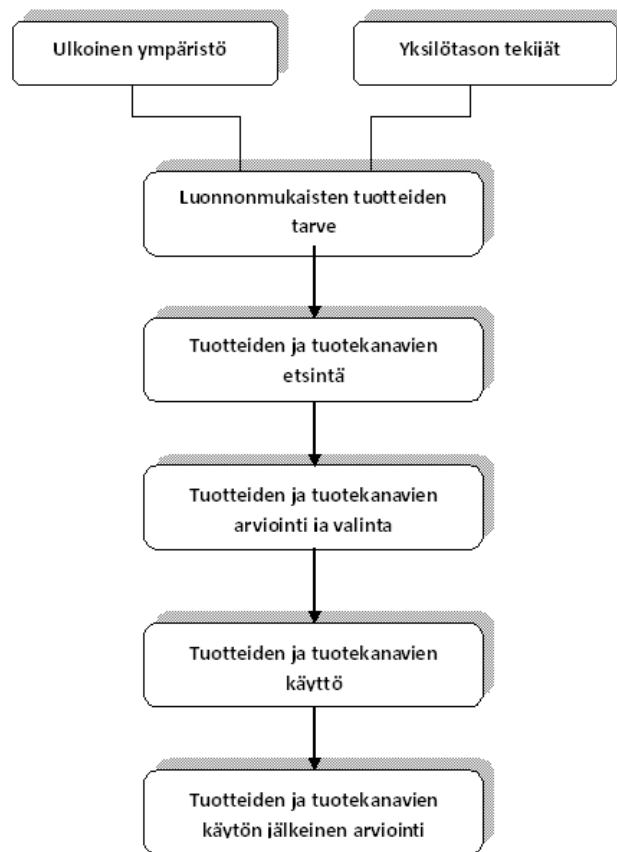 Ulkoinen ympäristö
Yksilötason tekijät
Luonnonmukaisten tuotteiden
tarve
Tuotteiden ja tuotekanavien
etsintä
Tuotteiden ja tuotekanavien
arviointi ja valinta
Tuotteiden ja tuotekanavien
käyttö
Tuotteiden ja tuotekanavien
käytön jälkeinen arviointi